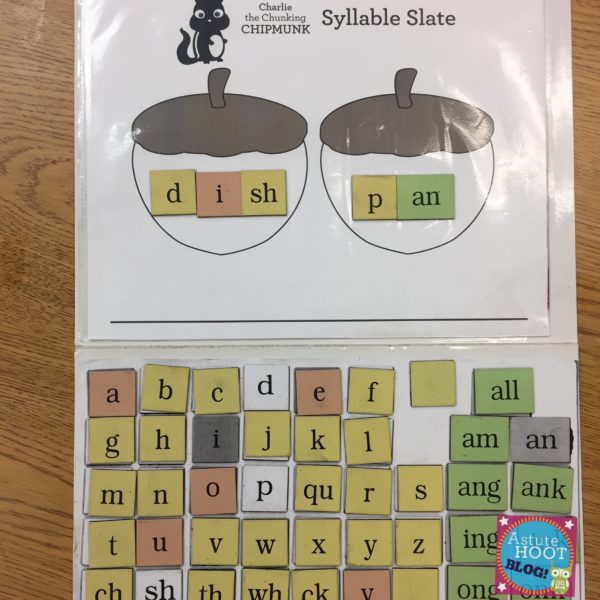 Charlie
the Chunking
CHIPMUNK
Syllable Slate
d i sh p an
a b c d e f all
g h i j k l am an
m n o p qu r s ang ank
t u v w x y z ing
ch sh th wh ck y ong
Astute
HOOT
BLOG!